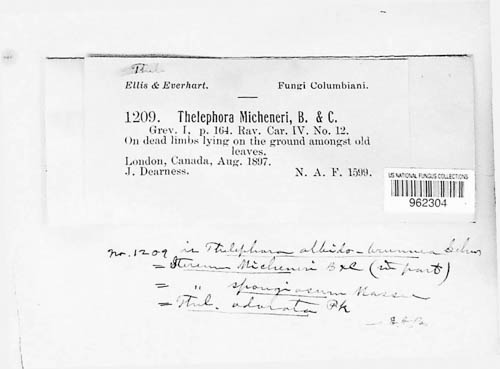 Thel.
Ellis & Everhart. Fungi Columbiani.
1209. Thelephora Micheneri, B. & C.
Grev. I, p. 164. Rav. Car. IV. No. 12.
On dead limbs lying on the ground amongst old
leaves.
London, Canada, Aug. 1897.
J. Dearness. N. A. F. 1599.
US NATIONAL FUNGUS COLLECTIONS
962304
No. 1209 is Thelephora albido-brunnea Schw
= Stereum Micheneri B & C (in part)
= " spongiosum Massee
= Thel. odorata Pk